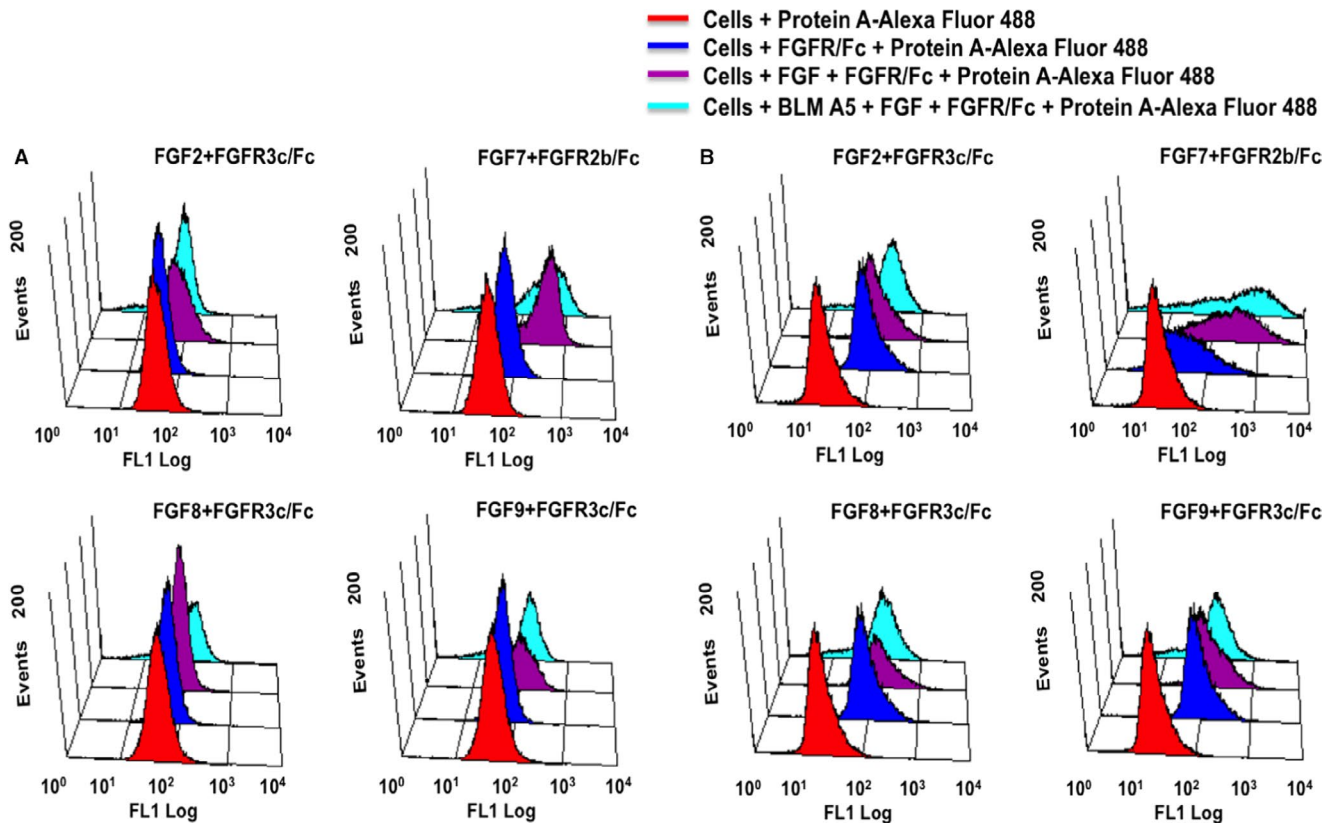 Cells + Protein A-Alexa Fluor 488
Cells + FGFR/Fc + Protein A-Alexa Fluor 488
Cells + FGF + FGFR/Fc + Protein A-Alexa Fluor 488
Cells + BLM A5 + FGF + FGFR/Fc + Protein A-Alexa Fluor 488
A
FGF2+FGFR3c/Fc
200
Events
10⁰ 10¹ 10² 10³ 10⁴
FL1 Log
FGF7+FGFR2b/Fc
200
Events
10⁰ 10¹ 10² 10³ 10⁴
FL1 Log
FGF8+FGFR3c/Fc
200
Events
10⁰ 10¹ 10² 10³ 10⁴
FL1 Log
FGF9+FGFR3c/Fc
200
Events
10⁰ 10¹ 10² 10³ 10⁴
FL1 Log
B
FGF2+FGFR3c/Fc
200
Events
10⁰ 10¹ 10² 10³ 10⁴
FL1 Log
FGF7+FGFR2b/Fc
200
Events
10⁰ 10¹ 10² 10³ 10⁴
FL1 Log
FGF8+FGFR3c/Fc
200
Events
10⁰ 10¹ 10² 10³ 10⁴
FL1 Log
FGF9+FGFR3c/Fc
200
Events
10⁰ 10¹ 10² 10³ 10⁴
FL1 Log